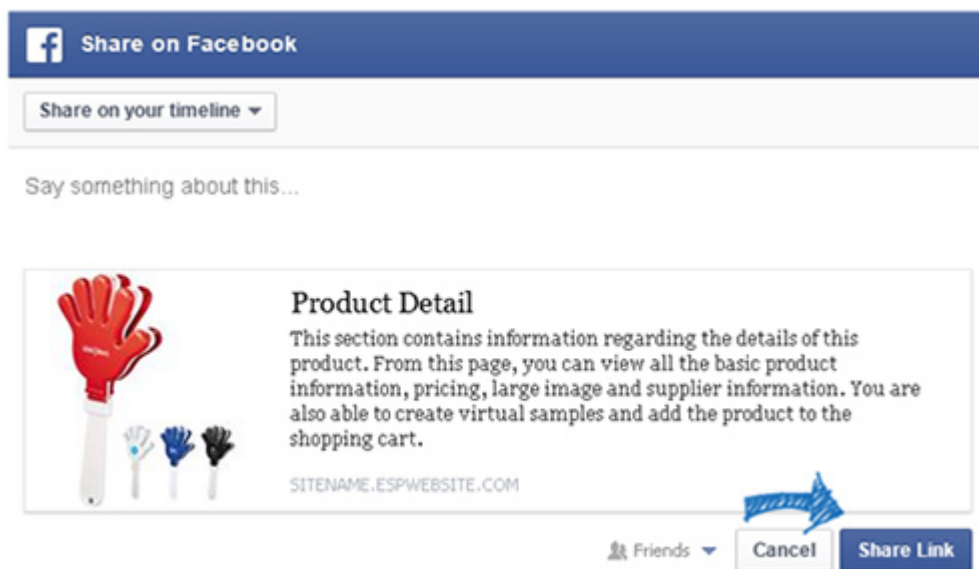 Share on Facebook
Share on your timeline
Say something about this...
Product Detail
This section contains information regarding the details of this
product. From this page, you can view all the basic product
information, pricing, large image and supplier information. You are
also able to create virtual samples and add the product to the
shopping cart.
SITENAME.ESPWEBSITE.COM
Friends
Cancel
Share Link